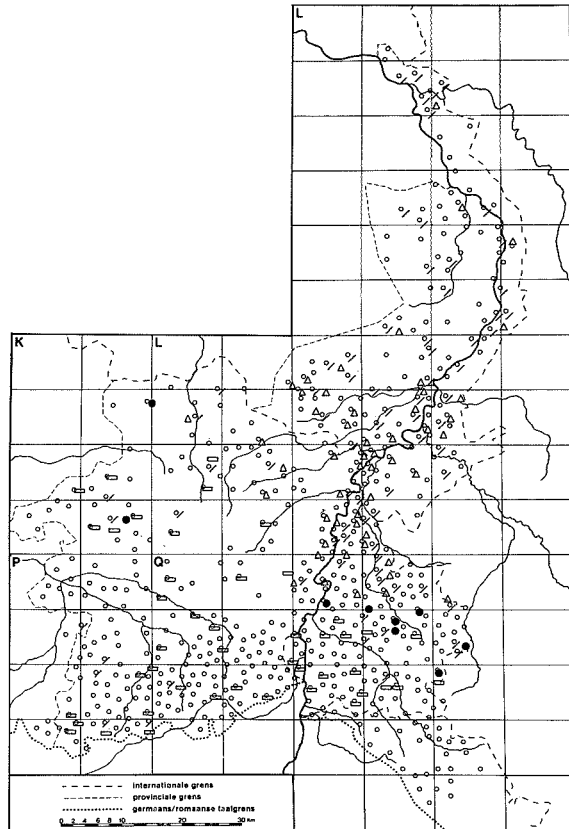 L
K L
P Q
internationale grens
provinciale grens
germaans/romaanse taalgrens
0 2 4 6 8 10 20 30 Km